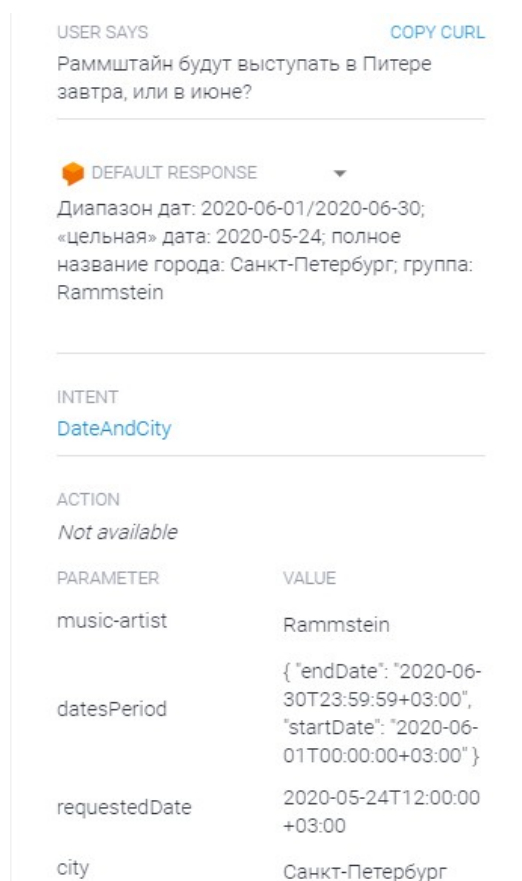 USER SAYS COPY CURL
Раммштайн будут выступать в Питере
завтра, или в июне?
DEFAULT RESPONSE
Диапазон дат: 2020-06-01/2020-06-30;
«цельная» дата: 2020-05-24; полное
название города: Санкт-Петербург; группа:
Rammstein
INTENT
DateAndCity
ACTION
Not available
PARAMETER VALUE
music-artist Rammstein
datesPeriod { "endDate": "2020-06-
30T23:59:59+03:00",
"startDate": "2020-06-
01T00:00:00+03:00" }
requestedDate 2020-05-24T12:00:00
+03:00
city Санкт-Петербург